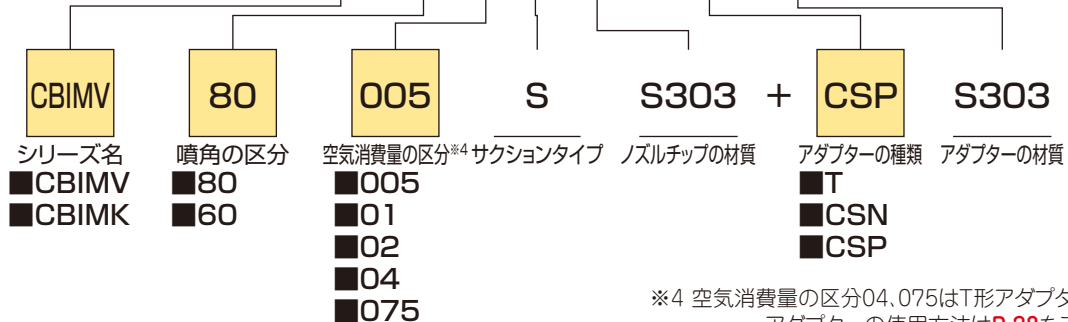 CBIMV 80 005 S S303 + CSP S303
シリーズ名 噴角の区分 空気消費量の区分※4 サクションタイプ ノズルチップの材質 アダプターの種類 アダプターの材質
■CBIMV ■80 ■005 ■T
■CBIMK ■60 ■01 ■CSN
■02 ■CSP
■04
■075
※4 空気消費量の区分04、075はT形アダプタ